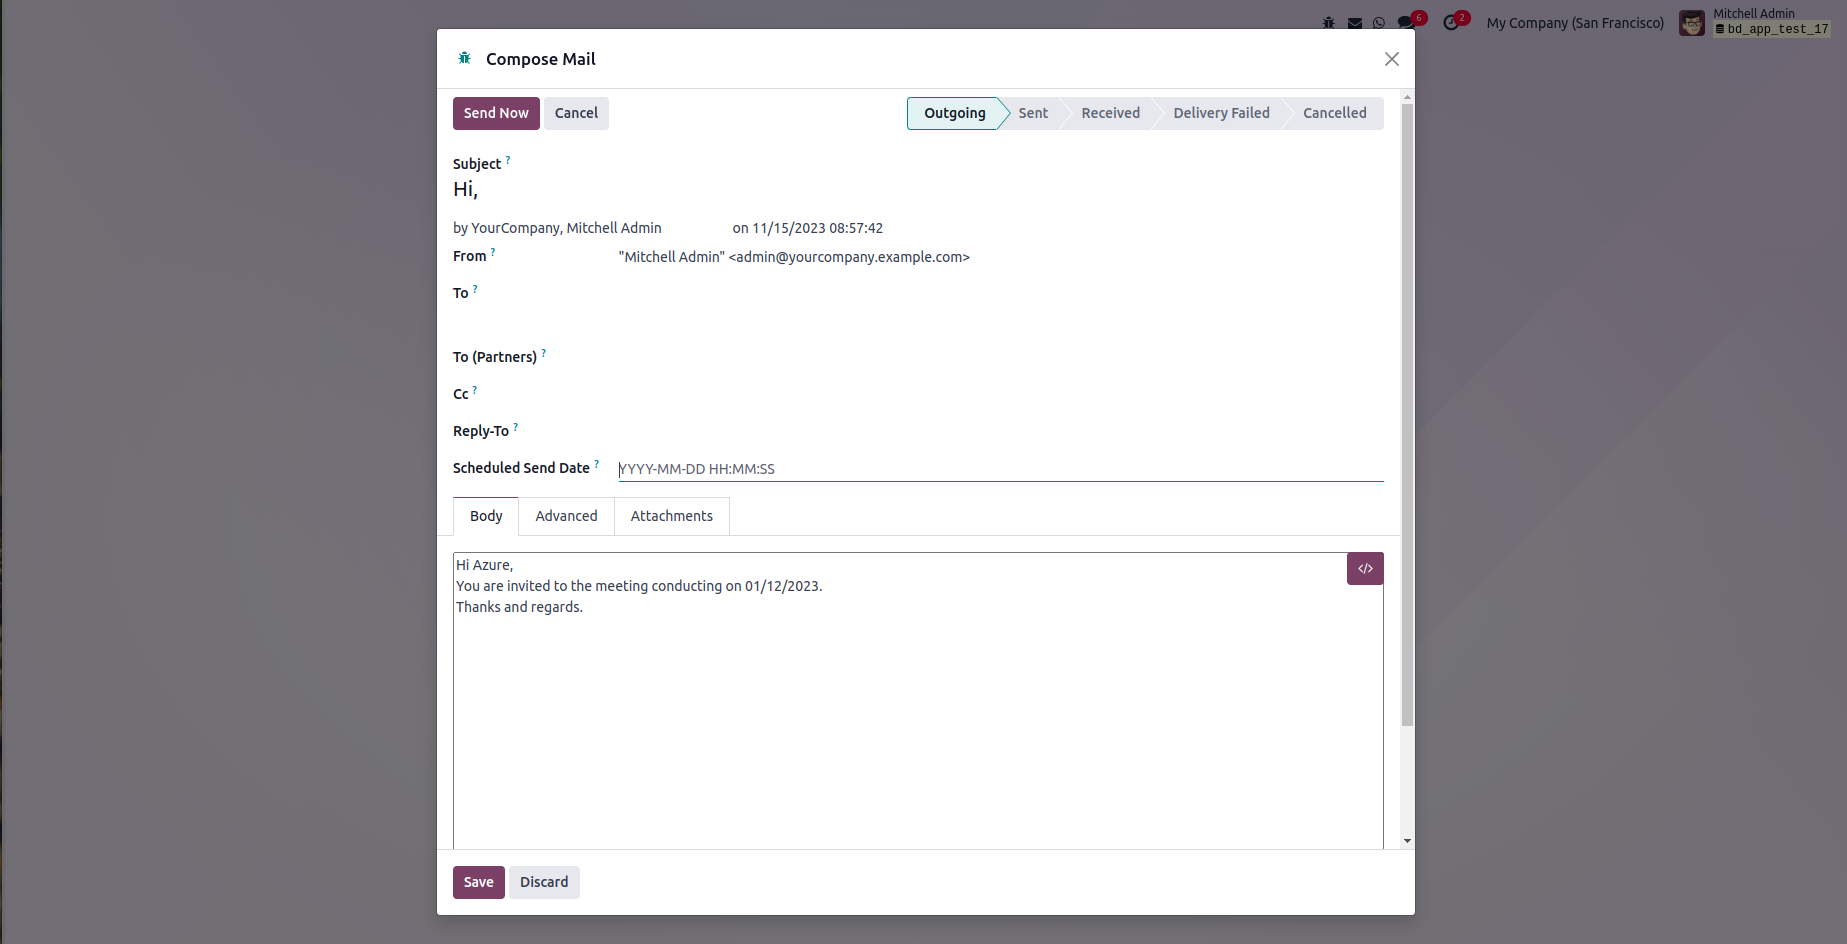 6
2
My Company (San Francisco)
Mitchell Admin
bd_app_test_17
Compose Mail
Send Now
Cancel
Outgoing
Sent
Received
Delivery Failed
Cancelled
Subject ?
Hi,
by YourCompany, Mitchell Admin on 11/15/2023 08:57:42
From ? "Mitchell Admin" <admin@yourcompany.example.com>
To ?
To (Partners) ?
Cc ?
Reply-To ?
Scheduled Send Date ? YYYY-MM-DD HH:MM:SS
Body
Advanced
Attachments
Hi Azure,
</>
You are invited to the meeting conducting on 01/12/2023.
Thanks and regards.
Save
Discard